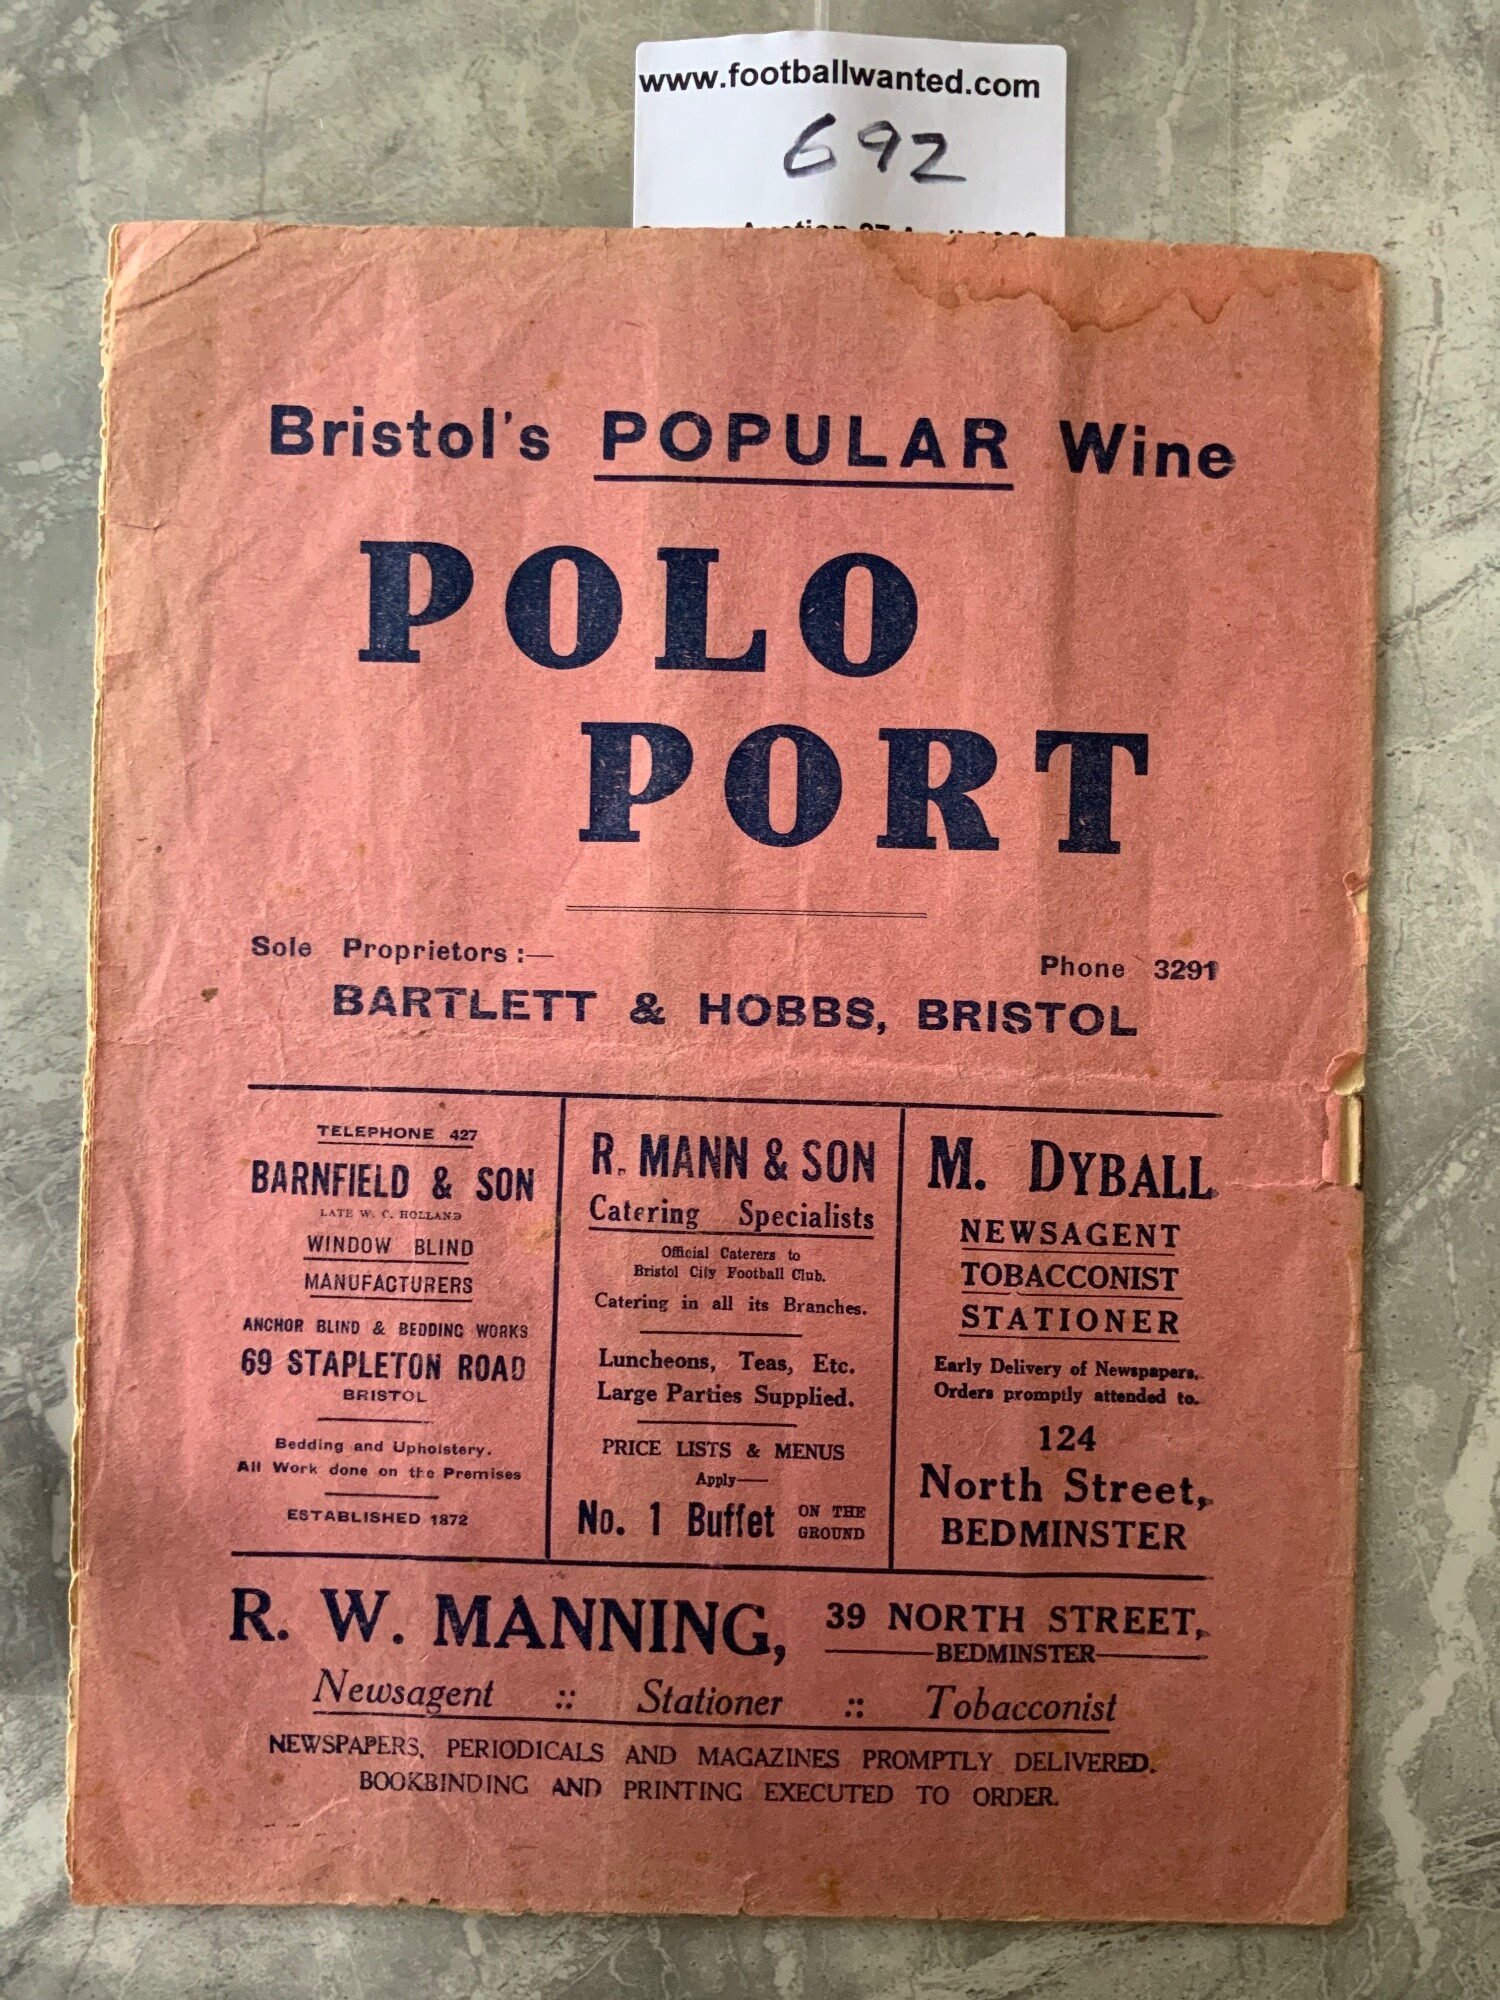 www.footballwanted.com
692
Bristol's POPULAR Wine
POLO
PORT
Sole Proprietors :—
Phone 3291
BARTLETT & HOBBS, BRISTOL
TELEPHONE 427
BARNFIELD & SON
LATE W. C. HOLLAND
WINDOW BLIND
MANUFACTURERS
ANCHOR BLIND & BEDDING WORKS
69 STAPLETON ROAD
BRISTOL
Bedding and Upholstery.
All Work done on the Premises
ESTABLISHED 1872
R. MANN & SON
Catering Specialists
Official Caterers to
Bristol City Football Club.
Catering in all its Branches.
Luncheons, Teas, Etc.
Large Parties Supplied.
PRICE LISTS & MENUS
Apply—
No. 1 Buffet ON THE
GROUND
M. DYBALL
NEWSAGENT
TOBACCONIST
STATIONER
Early Delivery of Newspapers.
Orders promptly attended to.
124
North Street,
BEDMINSTER
R. W. MANNING, 39 NORTH STREET,
BEDMINSTER
Newsagent :: Stationer :: Tobacconist
NEWSPAPERS, PERIODICALS AND MAGAZINES PROMPTLY DELIVERED.
BOOKBINDING AND PRINTING EXECUTED TO ORDER.